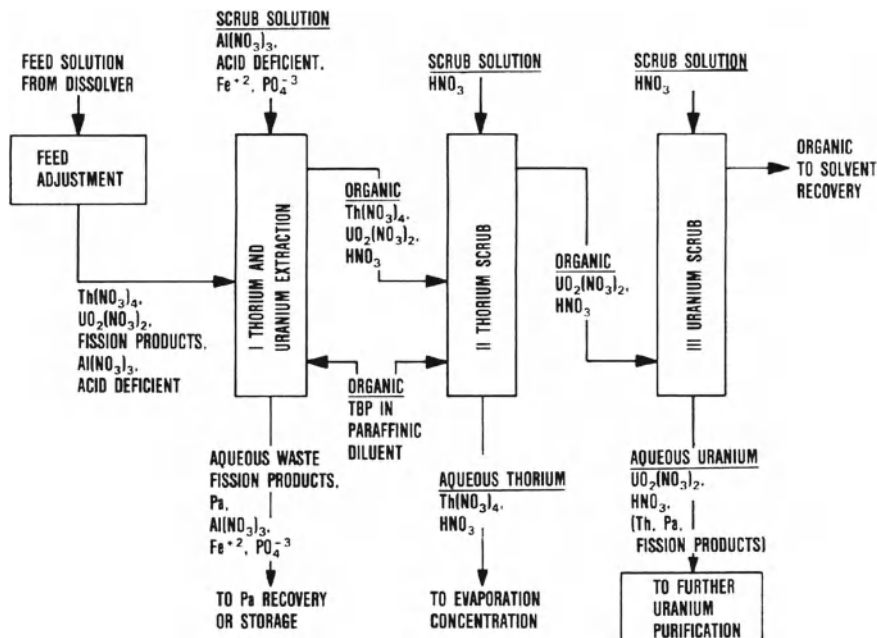 FEED SOLUTION
FROM DISSOLVER
FEED
ADJUSTMENT
Th(NO3)4,
UO2(NO3)2,
FISSION PRODUCTS,
Al(NO3)3,
ACID DEFICIENT
SCRUB SOLUTION
Al(NO3)3,
ACID DEFICIENT,
Fe+2, PO4-3
I THORIUM AND
URANIUM EXTRACTION
AQUEOUS WASTE
FISSION PRODUCTS,
Pa,
Al(NO3)3,
Fe+2, PO4-3
TO Pa RECOVERY
OR STORAGE
ORGANIC
Th(NO3)4,
UO2(NO3)2,
HNO3
ORGANIC
TBP IN
PARAFFINIC
DILUENT
SCRUB SOLUTION
HNO3
II THORIUM SCRUB
AQUEOUS THORIUM
Th(NO3)4,
HNO3
TO EVAPORATION
CONCENTRATION
ORGANIC
UO2(NO3)2,
HNO3
SCRUB SOLUTION
HNO3
III URANIUM SCRUB
ORGANIC
TO SOLVENT
RECOVERY
AQUEOUS URANIUM
UO2(NO3)2,
HNO3,
(Th, Pa,
FISSION PRODUCTS)
TO FURTHER
URANIUM
PURIFICATION